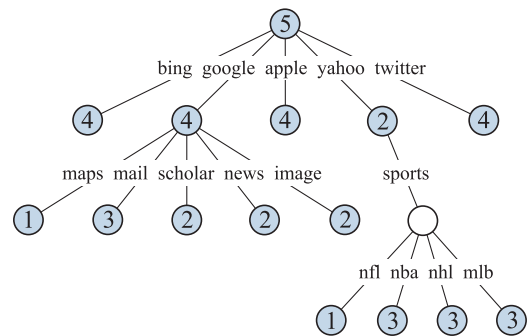 5
bing google apple yahoo twitter
4 4 4 2 4
maps mail scholar news image sports
1 3 2 2 2
nfl nba nhl mlb
1 3 3 3